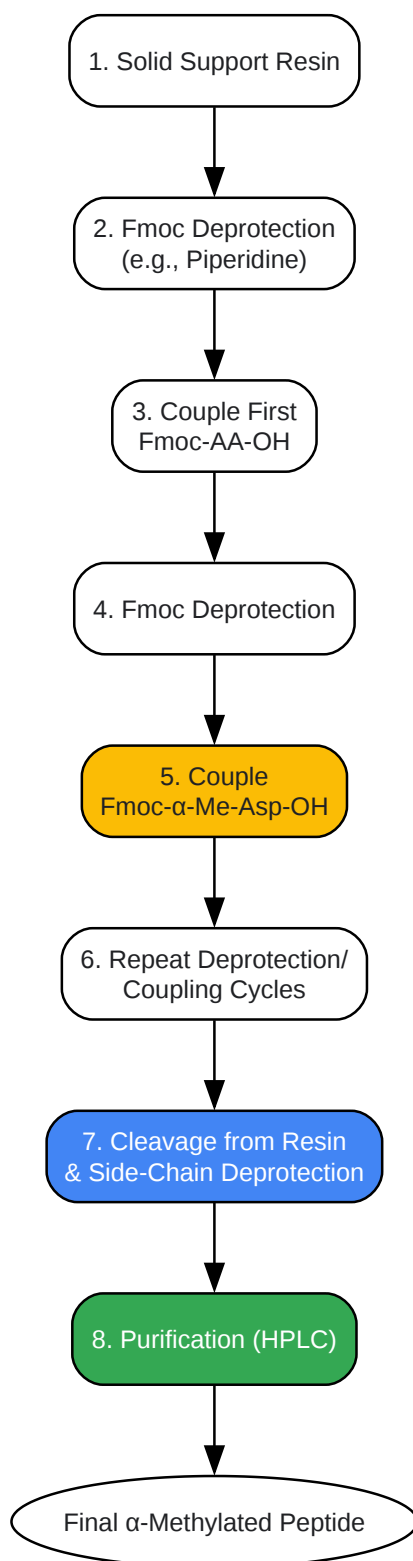 1. Solid Support Resin
2. Fmoc Deprotection
(e.g., Piperidine)
3. Couple First
Fmoc-AA-OH
4. Fmoc Deprotection
5. Couple
Fmoc-α-Me-Asp-OH
6. Repeat Deprotection/
Coupling Cycles
7. Cleavage from Resin
& Side-Chain Deprotection
8. Purification (HPLC)
Final α-Methylated Peptide